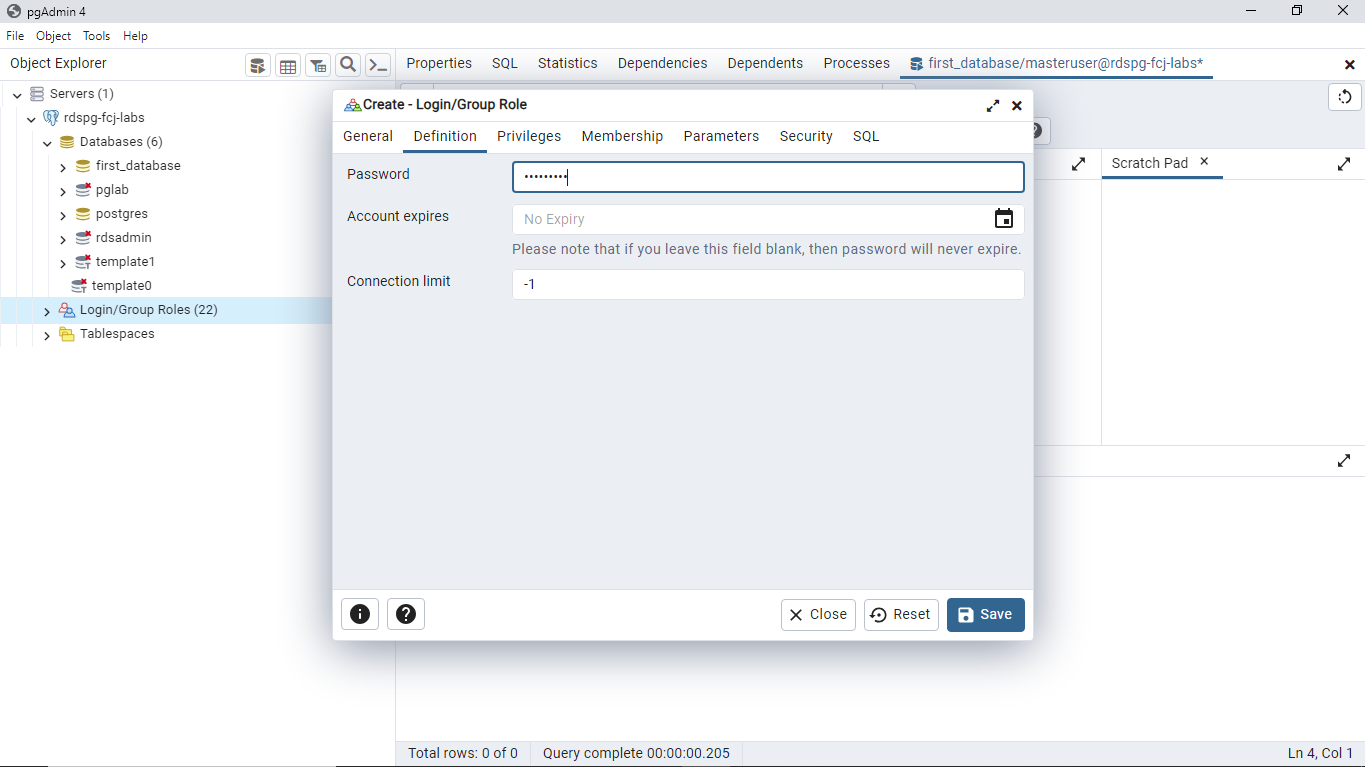 pgAdmin 4
File Object Tools Help
Object Explorer
Properties SQL Statistics Dependencies Dependents Processes first_database/masteruser@rdspg-fcj-labs*
Servers (1)
rdspg-fcj-labs
Databases (6)
first_database
pglab
postgres
rdsadmin
template1
template0
Login/Group Roles (22)
Tablespaces
Create - Login/Group Role
General Definition Privileges Membership Parameters Security SQL
Password
•••••••••
Account expires
No Expiry
Please note that if you leave this field blank, then password will never expire.
Connection limit
-1
Close Reset Save
Scratch Pad
Total rows: 0 of 0 Query complete 00:00:00.205 Ln 4, Col 1